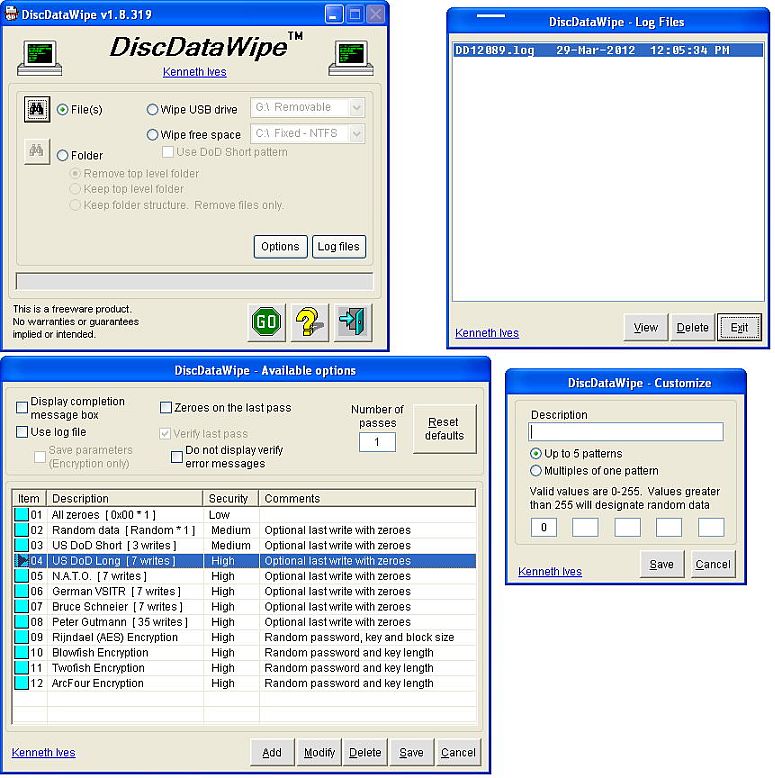 DiscDataWipe v1.8.319
DiscDataWipe™
Kenneth Ives
File(s)
Wipe USB drive
G:\ Removable
Wipe free space
C:\ Fixed - NTFS
Use DoD Short pattern
Folder
Remove top level folder
Keep top level folder
Keep folder structure. Remove files only.
Options
Log files
This is a freeware product.
No warranties or guarantees
implied or intended.
GO
DiscDataWipe - Log Files
DD12089.log 29-Mar-2012 12:05:34 PM
Kenneth Ives
View
Delete
Exit
DiscDataWipe - Available options
Display completion
message box
Use log file
Save parameters
(Encryption only)
Zeroes on the last pass
Verify last pass
Do not display verify
error messages
Number of
passes
1
Reset
defaults
Item Description Security Comments
01 All zeroes [ 0x00 * 1 ] Low
02 Random data [ Random * 1 ] Medium Optional last write with zeroes
03 US DoD Short [ 3 writes ] Medium Optional last write with zeroes
04 US DoD Long [ 7 writes ] High Optional last write with zeroes
05 N.A.T.O. [ 7 writes ] High Optional last write with zeroes
06 German VSITR [ 7 writes ] High Optional last write with zeroes
07 Bruce Schneier [ 7 writes ] High Optional last write with zeroes
08 Peter Gutmann [ 35 writes ] High Optional last write with zeroes
09 Rijndael (AES) Encryption High Random password, key and block size
10 Blowfish Encryption High Random password and key length
11 Twofish Encryption High Random password and key length
12 ArcFour Encryption High Random password and key length
Kenneth Ives
Add
Modify
Delete
Save
Cancel
DiscDataWipe - Customize
Description
Up to 5 patterns
Multiples of one pattern
Valid values are 0-255. Values greater
than 255 will designate random data
0
Kenneth Ives
Save
Cancel